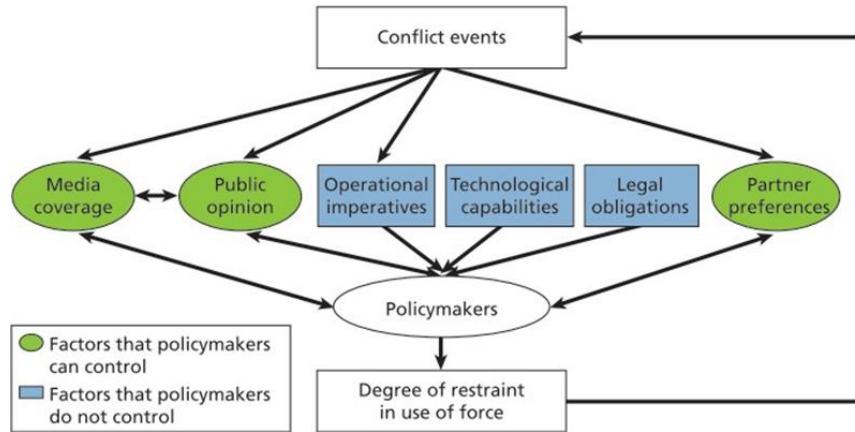 Conflict events
Media
coverage
Public
opinion
Operational
imperatives
Technological
capabilities
Legal
obligations
Partner
preferences
Policymakers
Factors that policymakers
can control
Factors that policymakers
do not control
Degree of restraint
in use of force